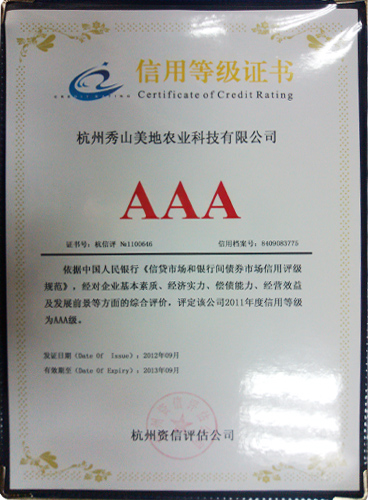 信用等级证书
CREDIT RATING
Certificate of Credit Rating
杭州秀山美地农业科技有限公司
AAA
证书号：杭信评 №1100646 信用档案号：8409083775
依据中国人民银行《信贷市场和银行间债券市场信用评级
规范》，经对企业基本素质、经济实力、偿债能力、经营效益
及发展前景等方面的综合评价，评定该公司2011年度信用等级
为AAA级。
发证日期（Date Of Issue）：2012年09月
有效期至（Date Of Expiry）：2013年09月
杭州资信评估公司